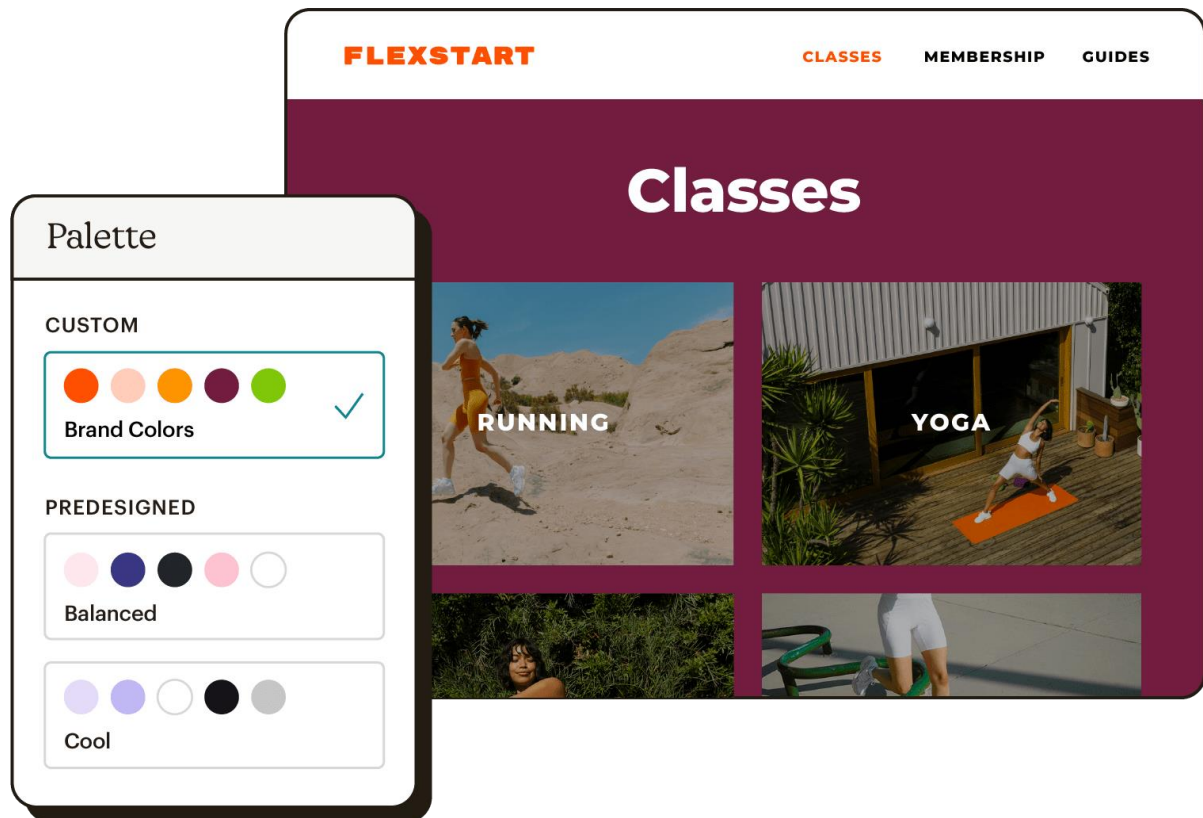 FLEXSTART
CLASSES MEMBERSHIP GUIDES
Classes
RUNNING
YOGA
Palette
CUSTOM
Brand Colors
PREDESIGNED
Balanced
Cool